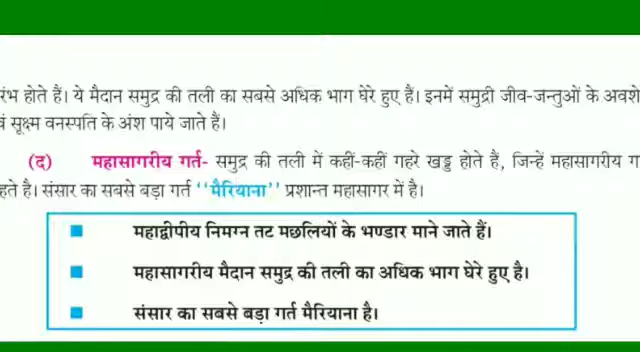 रंभ होते हैं। ये मैदान समुद्र की तली का सबसे अधिक भाग घेरे हुए हैं। इनमें समुद्री जीव-जन्तुओं के अवशे
वं सूक्ष्म वनस्पति के अंश पाये जाते हैं।
(द) महासागरीय गर्त- समुद्र की तली में कहीं-कहीं गहरे खड्ड होते हैं, जिन्हें महासागरीय ग
हते है। संसार का सबसे बड़ा गर्त ‘‘मैरियाना’’ प्रशान्त महासागर में है।
महाद्वीपीय निमग्न तट मछलियों के भण्डार माने जाते हैं।
महासागरीय मैदान समुद्र की तली का अधिक भाग घेरे हुए है।
संसार का सबसे बड़ा गर्त मैरियाना है।